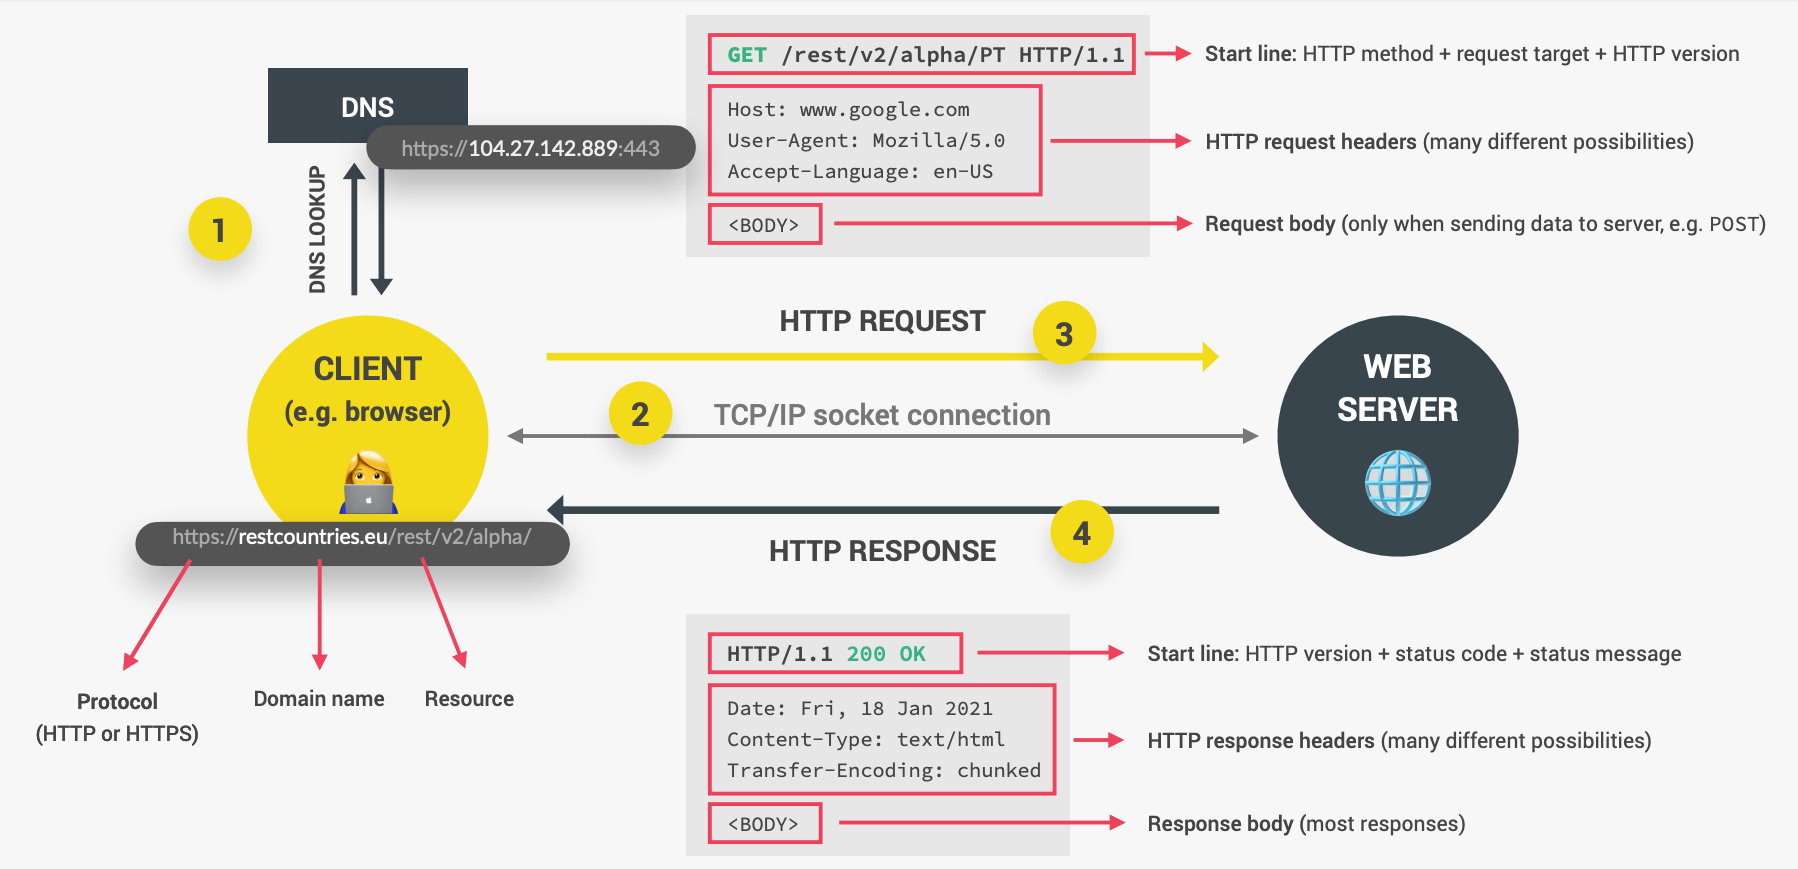 GET /rest/v2/alpha/PT HTTP/1.1
Start line: HTTP method + request target + HTTP version
DNS
Host: www.google.com
User-Agent: Mozilla/5.0
Accept-Language: en-US
HTTP request headers (many different possibilities)
https://104.27.142.889:443
<BODY>
Request body (only when sending data to server, e.g. POST)
1
DNS LOOKUP
HTTP REQUEST
3
CLIENT
(e.g. browser)
2
TCP/IP socket connection
WEB
SERVER
4
HTTP RESPONSE
https://restcountries.eu/rest/v2/alpha/
Protocol
(HTTP or HTTPS)
Domain name
Resource
HTTP/1.1 200 OK
Start line: HTTP version + status code + status message
Date: Fri, 18 Jan 2021
Content-Type: text/html
Transfer-Encoding: chunked
HTTP response headers (many different possibilities)
<BODY>
Response body (most responses)